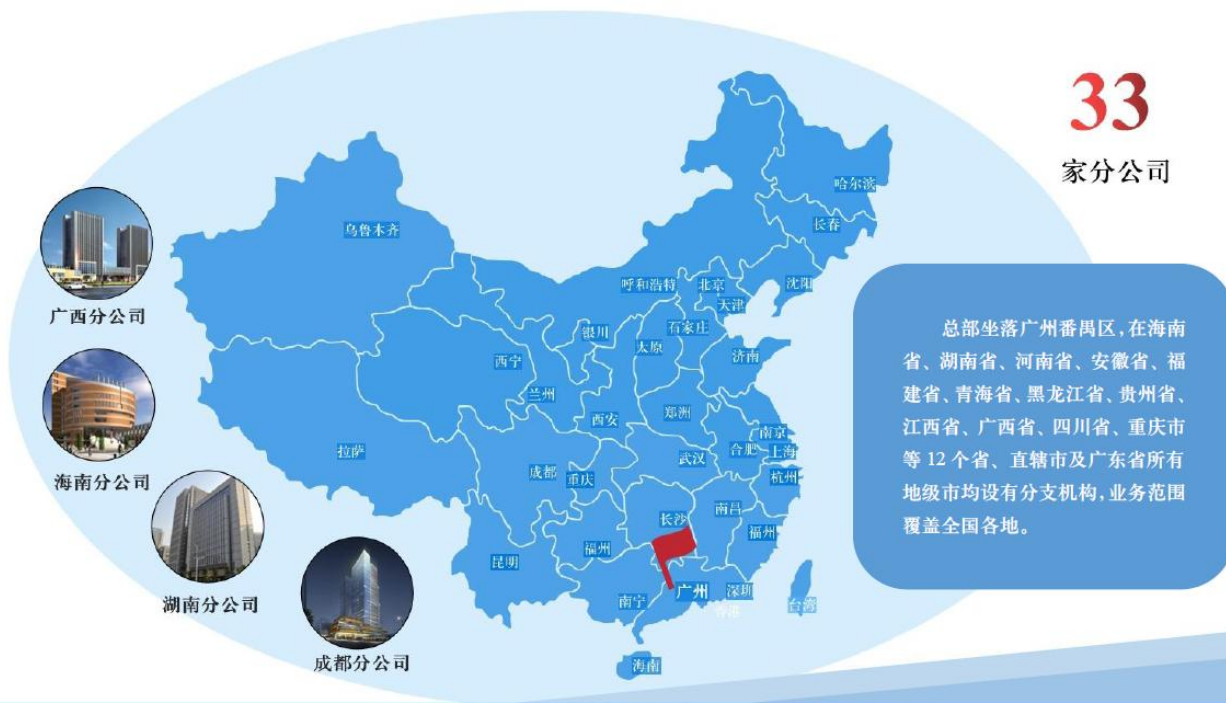 33
家分公司
哈尔滨
长春
乌鲁木齐
呼和浩特
北京
沈阳
天津
银川
石家庄
太原
济南
西宁
兰州
西安
郑洲
南京
拉萨
合肥
上海
武汉
成都
重庆
杭州
南昌
长沙
福州
福州
昆明
广州
深圳
南宁
香港
台湾
海南
广西分公司
海南分公司
湖南分公司
成都分公司
总部坐落广州番禺区,在海南
省、湖南省、河南省、安徽省、福
建省、青海省、黑龙江省、贵州省、
江西省、广西省、四川省、重庆市
等 12 个省、直辖市及广东省所有
地级市均设有分支机构,业务范围
覆盖全国各地。